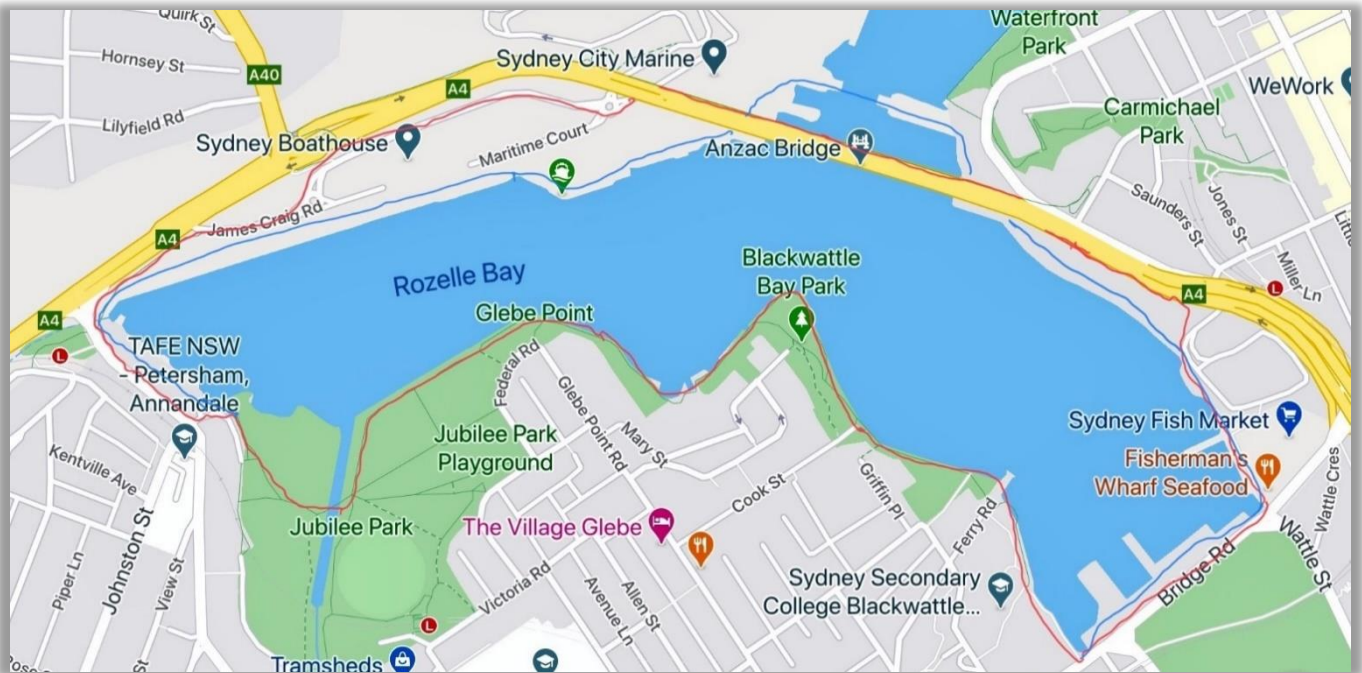 Quirk St
Hornsey St
A40
Lilyfield Rd
A4
Sydney City Marine
Waterfront
Park
WeWork
Carmichael
Park
Sydney Boathouse
Maritime Court
Anzac Bridge
Saunders St
Jones St
Miller Ln
James Craig Rd
A4
Rozelle Bay
Blackwattle
Bay Park
L
A4
A4
Glebe Point
L
TAFE NSW
- Petersham,
Annandale
Federal Rd
Glebe Point Rd
Mary St
Jubilee Park
Playground
Kentville Ave
Cook St
Griffin Pl
Sydney Fish Market
Fisherman's
Wharf Seafood
Wattle Cres
Jubilee Park
The Village Glebe
Ferry Rd
Wattle St
Johnston St
Piper Ln
View St
Victoria Rd
Avenue Ln
Allen St
Sydney Secondary
College Blackwattle...
Bridge Rd
L
Tramsheds